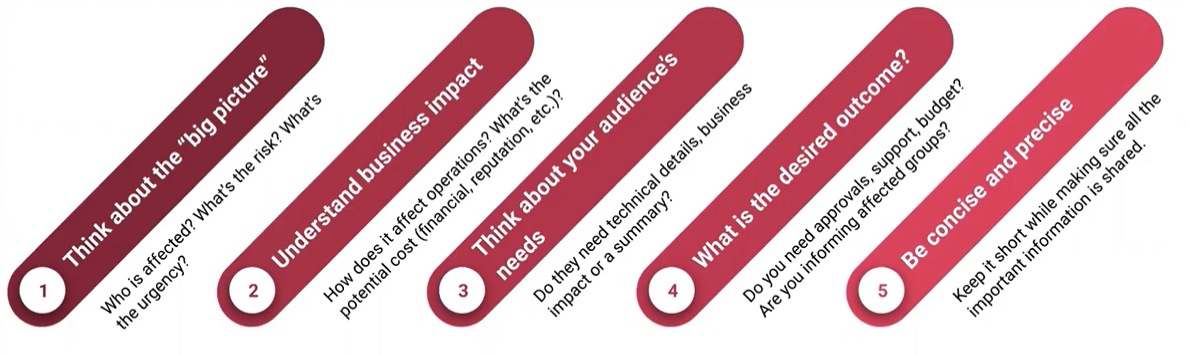 1
Think about the “big picture”
Who is affected? What's the risk? What's
the urgency?
2
Understand business impact
How does it affect operations? What's the
potential cost (financial, reputation, etc.)?
3
Think about your audience's
needs
Do they need technical details, business
impact or a summary?
4
What is the desired outcome?
Do you need approvals, support, budget?
Are you informing affected groups?
5
Be concise and precise
Keep it short while making sure all the
important information is shared.